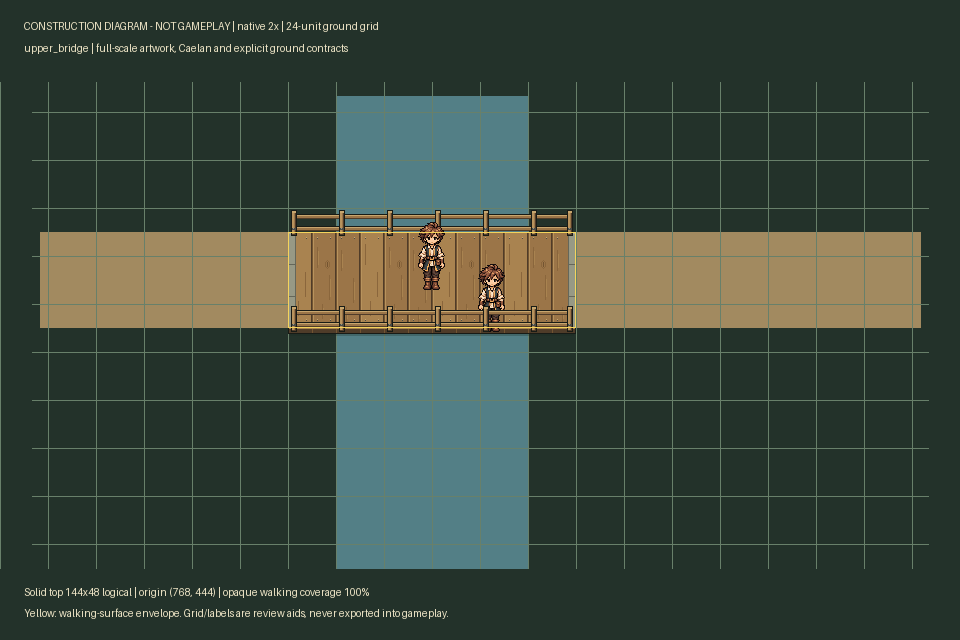 CONSTRUCTION DIAGRAM - NOT GAMEPLAY | native 2x | 24-unit ground grid
upper_bridge | full-scale artwork, Caelan and explicit ground contracts
Solid top 144x48 logical | origin (768, 444) | opaque walking coverage 100%
Yellow: walking-surface envelope. Grid/labels are review aids, never exported into gameplay.